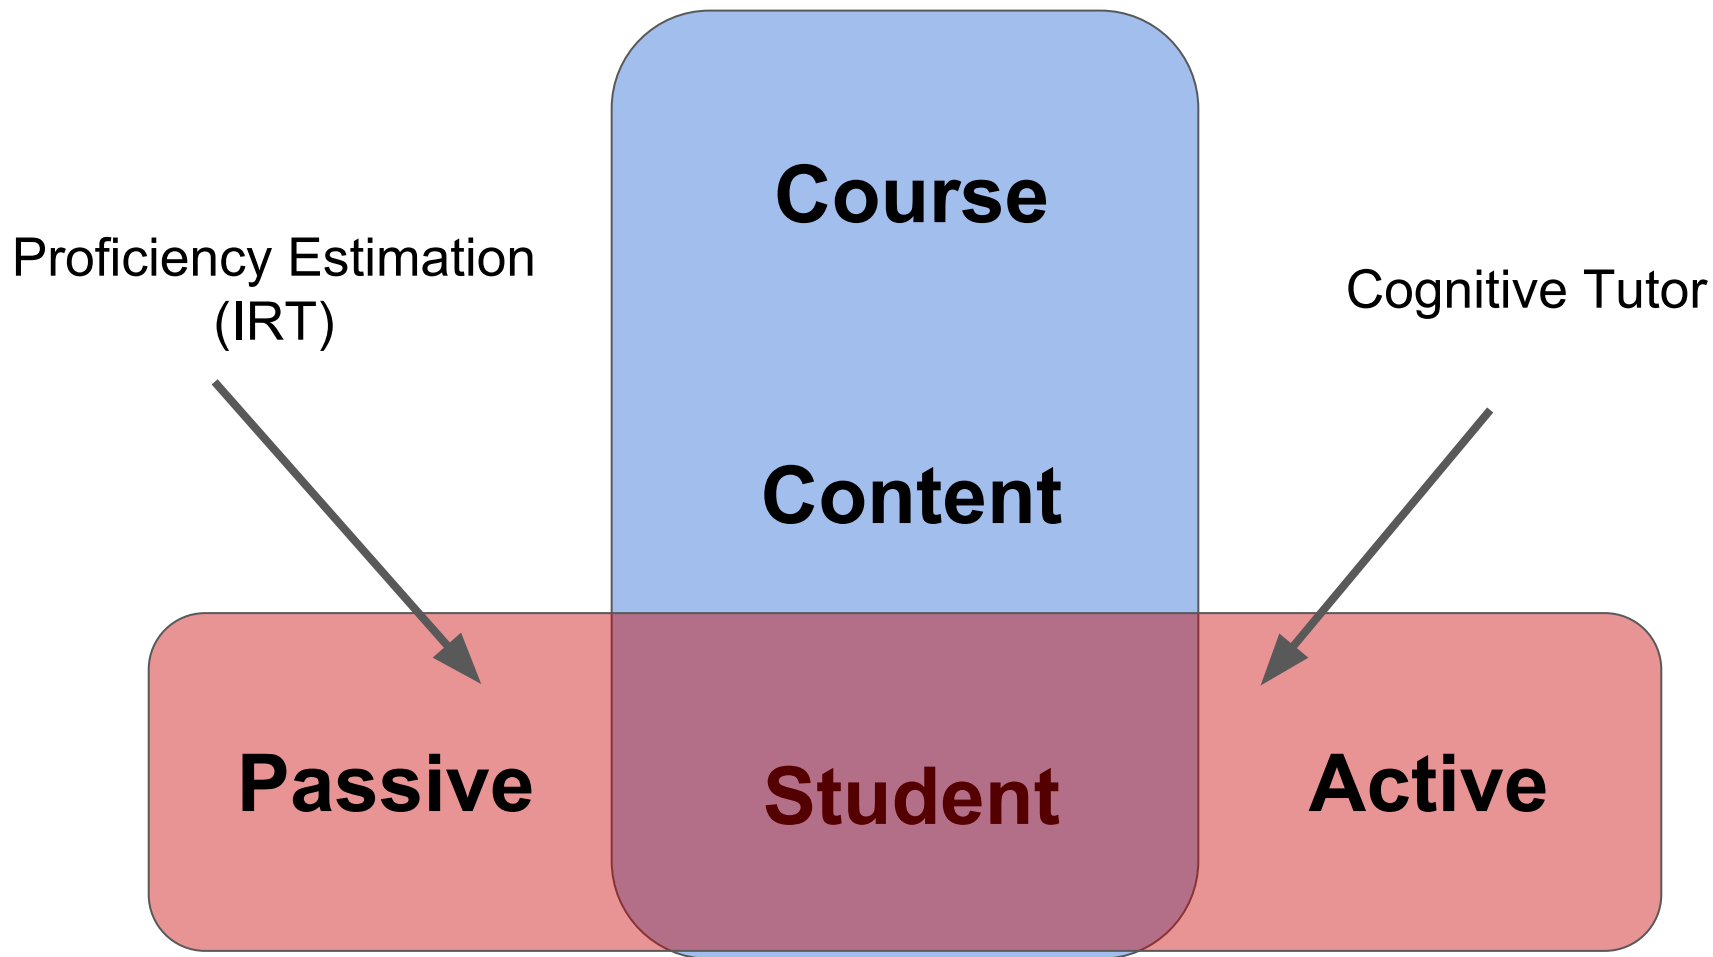 Course
Proficiency Estimation
(IRT)
Cognitive Tutor
Content
Passive
Student
Active